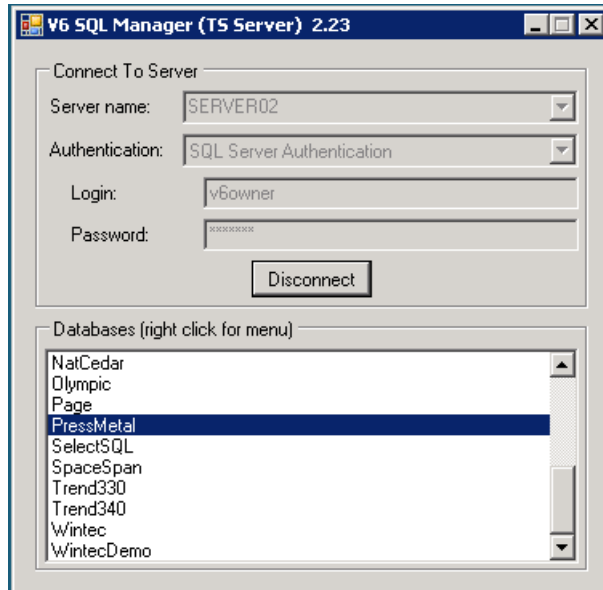 V6 SQL Manager (TS Server) 2.23
Connect To Server
Server name: SERVER02
Authentication: SQL Server Authentication
Login: v6owner
Password: *******
Disconnect
Databases (right click for menu)
NatCedar
Olympic
Page
PressMetal
SelectSQL
SpaceSpan
Trend330
Trend340
Wintec
WintecDemo